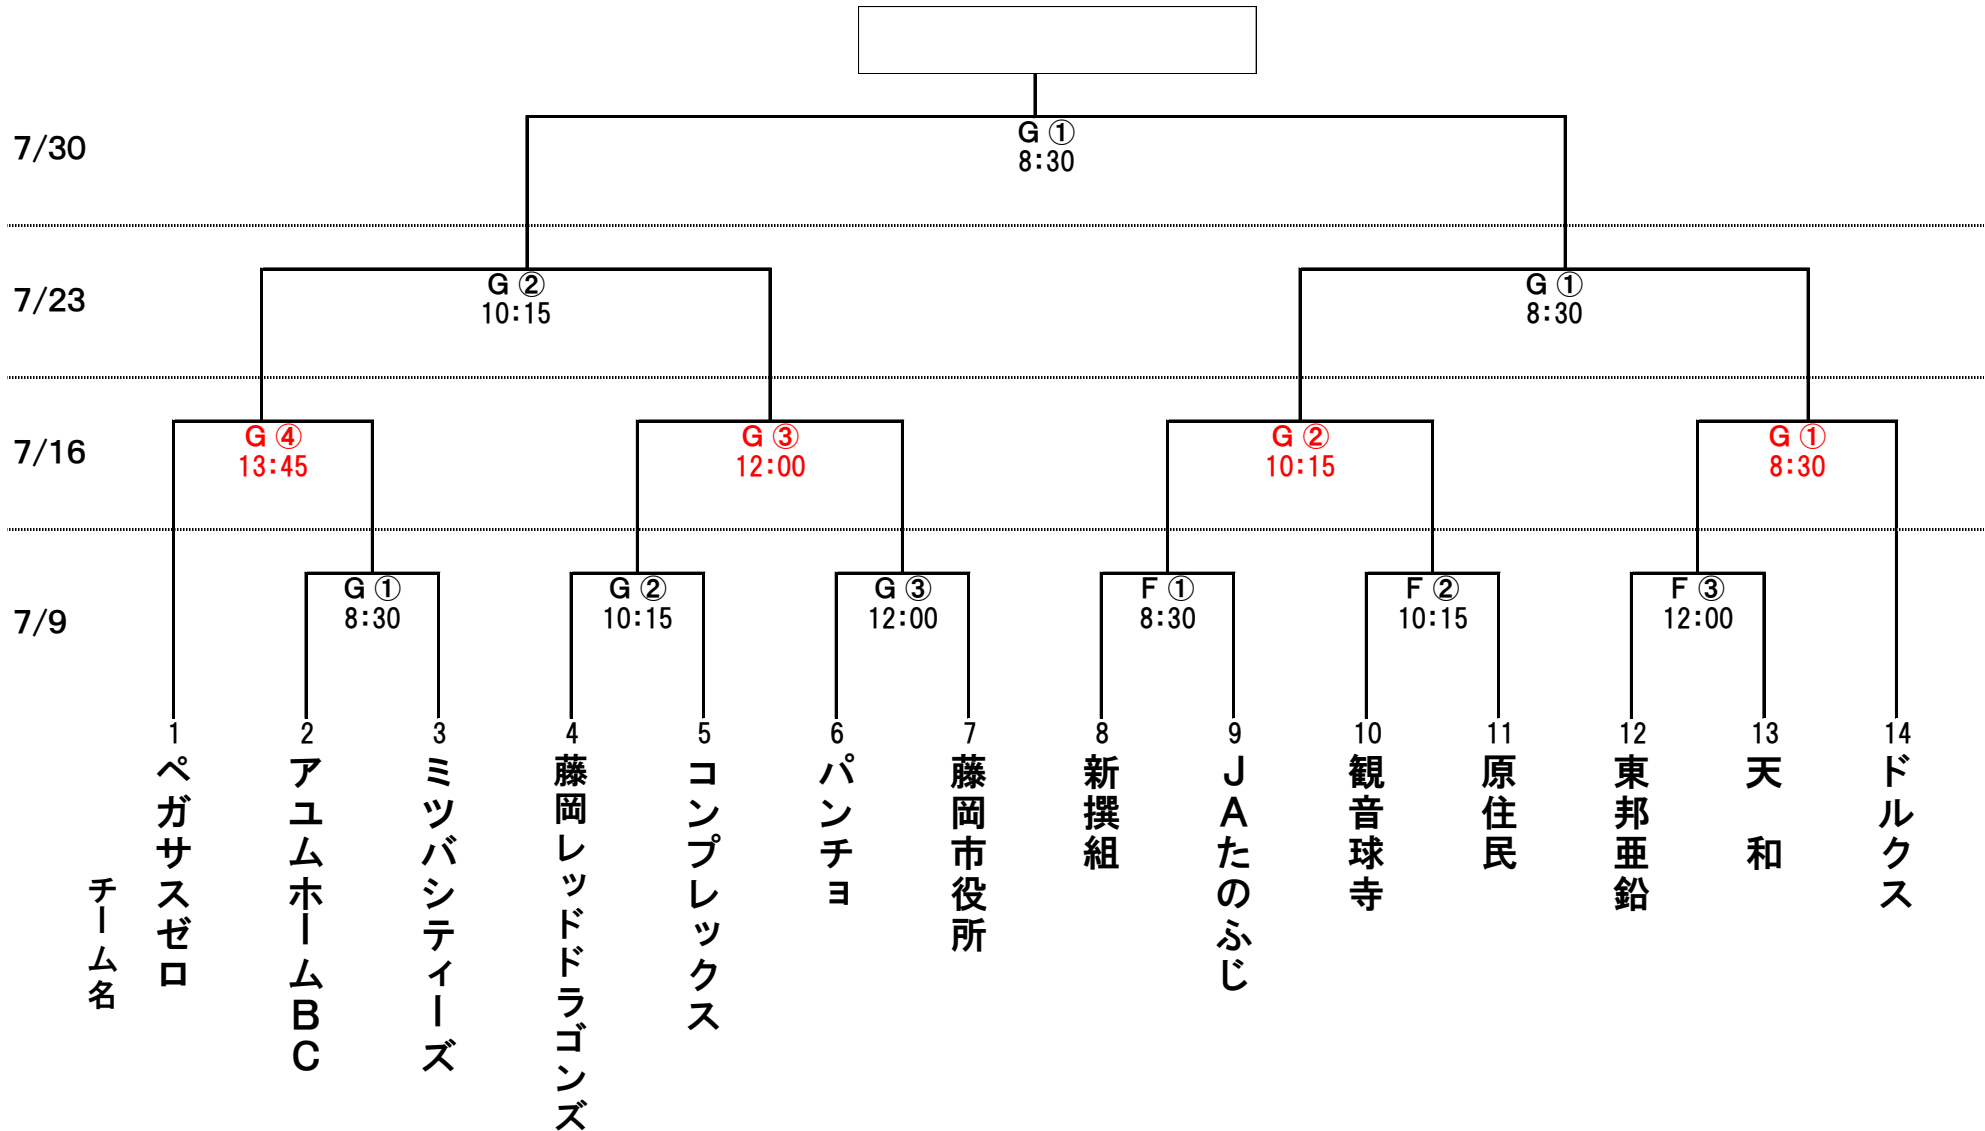 7/30
G ①
8:30
7/23
G ②
10:15
G ①
8:30
7/16
G ④
13:45
G ③
12:00
G ②
10:15
G ①
8:30
7/9
G ①
8:30
G ②
10:15
G ③
12:00
F ①
8:30
F ②
10:15
F ③
12:00
チーム名
1
ペガサスゼロ
2
アユムホームBC
3
ミツバシティーズ
4
藤岡レッドドラゴンズ
5
コンプレックス
6
パンチョ
7
藤岡市役所
8
新撰組
9
JAたのふじ
10
観音球寺
11
原住民
12
東邦亜鉛
13
天　和
14
ドルクス